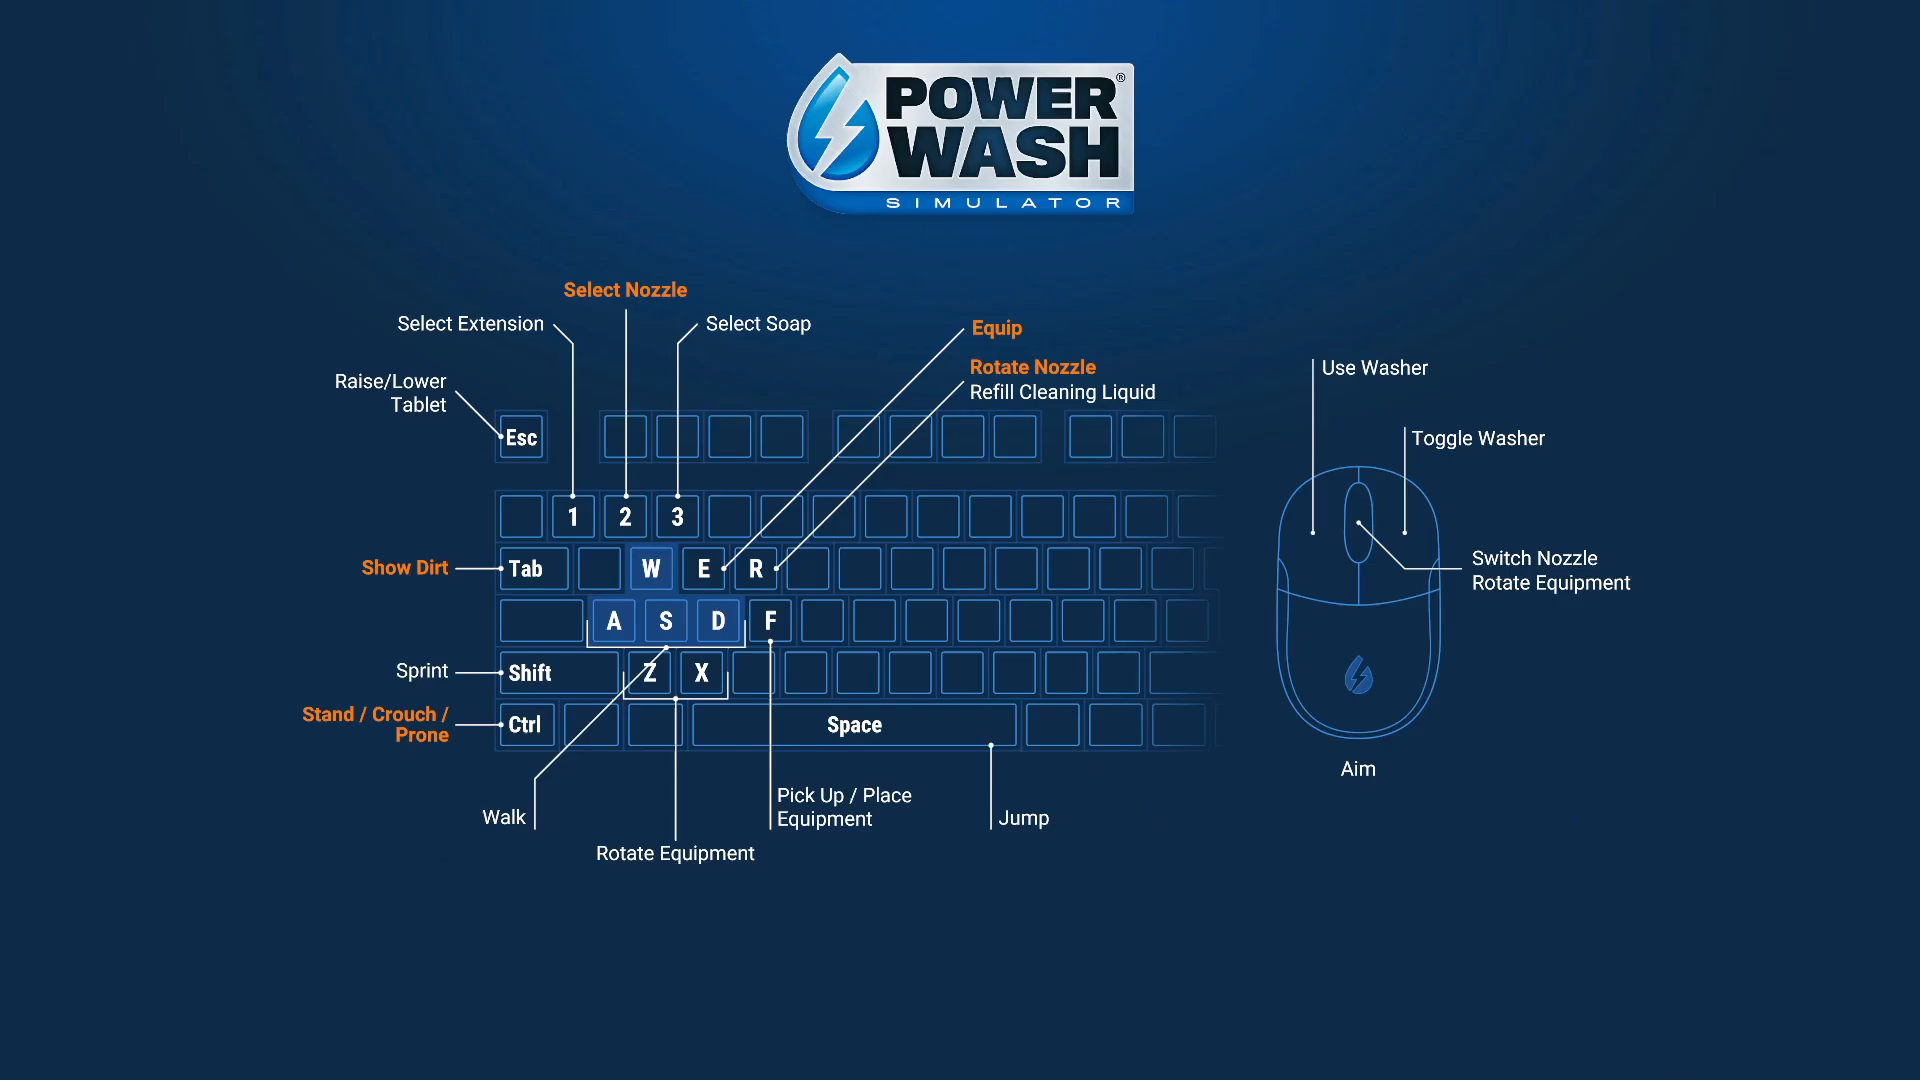 POWER®
WASH
SIMULATOR
Select Nozzle
Select Extension
Select Soap
Equip
Rotate Nozzle
Refill Cleaning Liquid
Raise/Lower
Tablet
Use Washer
Toggle Washer
Esc
1 2 3
Show Dirt
Tab W E R
Switch Nozzle
Rotate Equipment
A S D F
Sprint
Shift Z X
Stand / Crouch /
Prone
Ctrl Space
Aim
Walk
Pick Up / Place
Equipment
Jump
Rotate Equipment